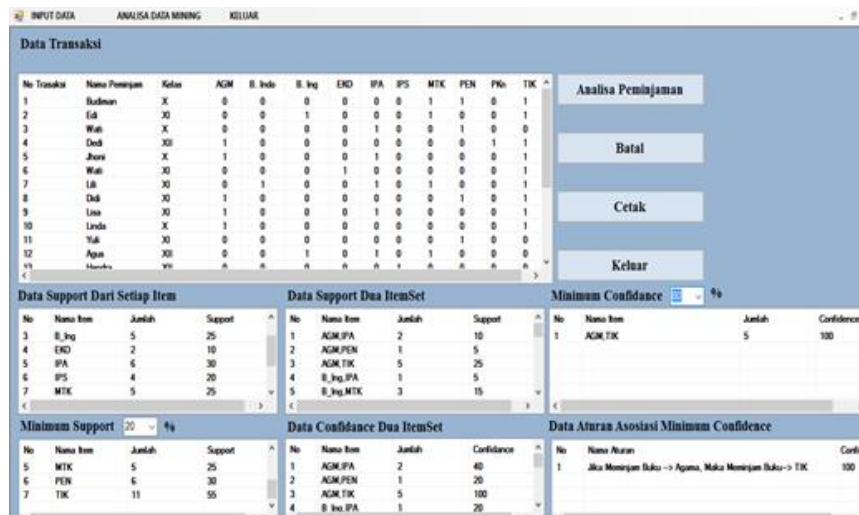 INPUT DATA ANALISA DATA MINING KELUAR
Data Transaksi
No Trasaksi Nama Peminjam Kelas AGM B. Indo B. Ing EKO IPA IPS MTK PEN PKn TIK
1 Budiman X 0 0 0 0 0 0 1 1 0 1
2 Edi XI 0 0 1 0 0 0 1 0 0 1
3 Wati X 0 0 0 0 1 0 0 1 0 0
4 Dedi XII 1 0 0 0 0 0 0 0 1 1
5 Jhoni X 1 0 0 0 1 0 0 0 0 1
6 Wati XI 0 0 0 1 0 0 0 0 0 1
7 Lili XI 0 1 0 0 1 0 1 0 0 1
8 Didi XI 1 0 0 0 0 0 0 1 0 1
9 Lisa XI 1 0 0 0 1 0 0 0 0 1
10 Linda X 1 0 0 0 0 0 0 0 0 1
11 Yuli XI 0 0 0 0 0 0 0 1 0 0
12 Agus XII 0 0 1 0 1 0 1 0 0 0
Analisa Peminjaman
Batal
Cetak
Keluar
Data Support Dari Setiap Item
No Nama Item Jumlah Support
3 B_Ing 5 25
4 EKO 2 10
5 IPA 6 30
6 IPS 4 20
7 MTK 5 25
Data Support Dua ItemSet
No Nama Item Jumlah Support
1 AGM,IPA 2 10
2 AGM,PEN 1 5
3 AGM,TIK 5 25
4 B_Ing,IPA 1 5
5 B_Ing,MTK 3 15
Minimum Confidance %
No Nama Item Jumlah Confidence
1 AGM,TIK 5 100
Minimum Support 20 %
No Nama Item Jumlah Support
5 MTK 5 25
6 PEN 6 30
7 TIK 11 55
Data Confidance Dua ItemSet
No Nama Item Jumlah Confidance
1 AGM,IPA 2 40
2 AGM,PEN 1 20
3 AGM,TIK 5 100
4 B_Ing,IPA 1 20
Data Aturan Asosiasi Minimum Confidence
No Nama Aturan Confi
1 Jika Meminjam Buku --> Agama, Maka Meminjam Buku--> TIK 100